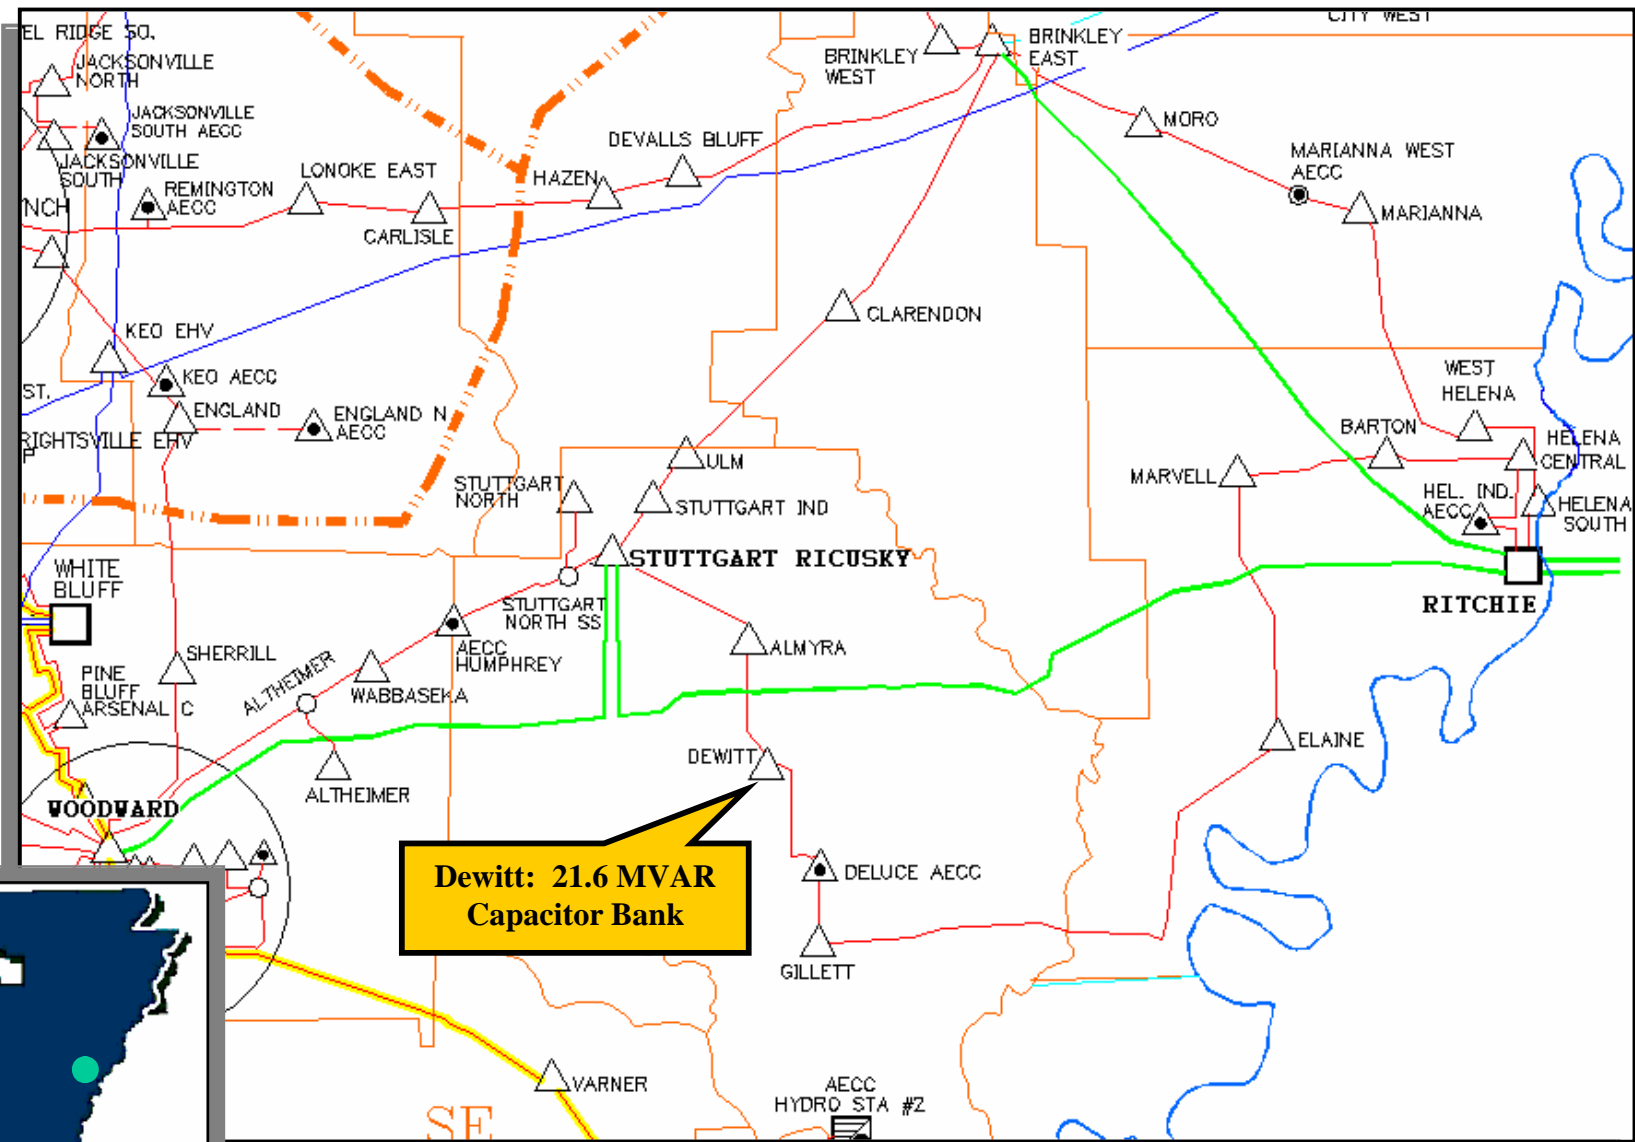 EL RIDGE SO.
CITY WEST
JACKSONVILLE
NORTH
BRINKLEY
WEST
BRINKLEY
EAST
JACKSONVILLE
SOUTH AECC
MORO
JACKSONVILLE
SOUTH
DEVALLS BLUFF
MARIANNA WEST
AECC
LONOKE EAST
HAZEN
REMINGTON
AECC
NCH
MARIANNA
CARLISLE
CLARENDON
KEO EHV
KEO AECC
ST.
ENGLAND
ENGLAND N
AECC
WEST
HELENA
RIGHTSVILLE EHV
P
BARTON
HELENA
CENTRAL
ULM
MARVELL
STUTTGART
NORTH
STUTTGART IND
HEL. IND.
AECC
HELENA
SOUTH
STUTTGART RICUSKY
WHITE
BLUFF
STUTTGART
NORTH SS
RITCHIE
SHERRILL
AECC
HUMPHREY
ALMYRA
PINE
BLUFF
ARSENAL C
ALTHEIMER
WABBASEKA
ELAINE
DEWITT
ALTHEIMER
WOODWARD
Dewitt: 21.6 MVAR
Capacitor Bank
DELUCE AECC
GILLETT
VARNER
AECC
HYDRO STA #2
SE